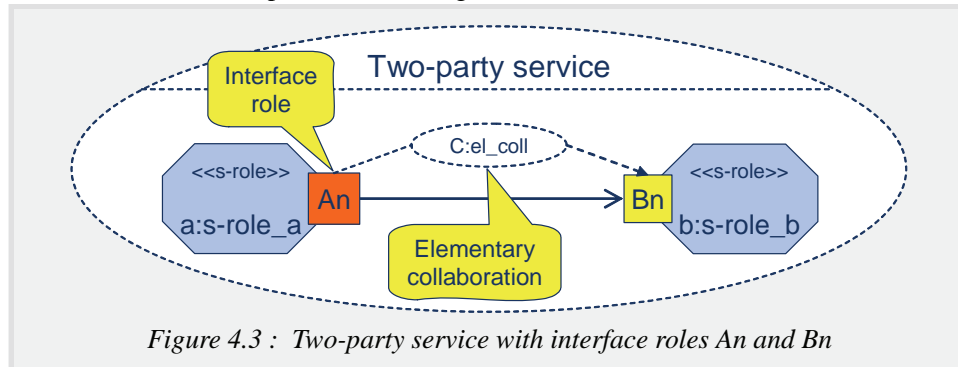 Two-party service
Interface
role
C:el_coll
<<s-role>>
An
a:s-role_a
<<s-role>>
Bn
b:s-role_b
Elementary
collaboration
Figure 4.3 : Two-party service with interface roles An and Bn